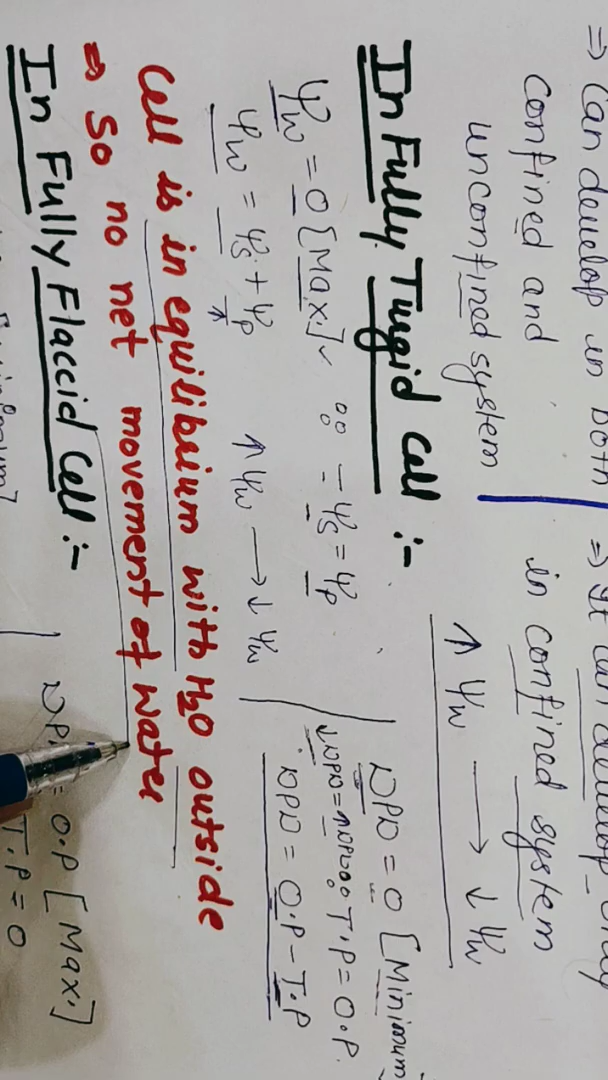 ⇒ Can develop in both
confined and
unconfined system
⇒ It can develop only
in confined system
↑ Ψw ⟶ ↓ Ψw
In Fully Turgid Cell :-
Ψw = 0 [Max.] ✓ ∵ -Ψs = Ψp
Ψw = Ψs + Ψp ↑ Ψw ⟶ ↓ Ψw
DPD = 0 [Minimum]
T.P = O.P.
DPD = O.P - T.P
Cell is in equilibrium with H2O outside
⇒ So no net movement of water
In Fully Flaccid Cell :-
= O.P [Max.]
T.P = 0